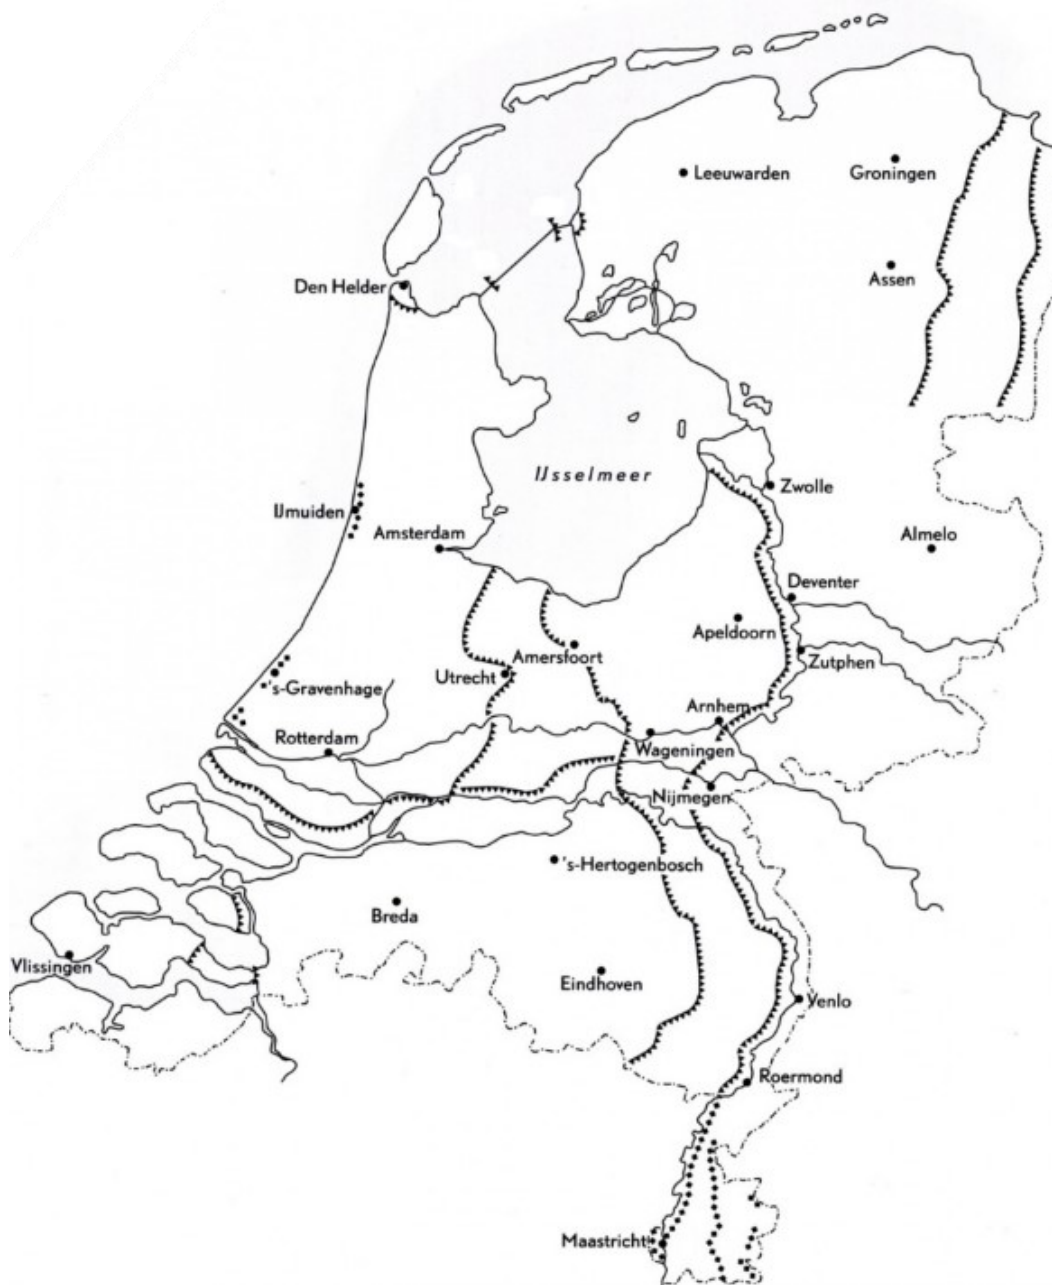 Leeuwarden
Groningen
Assen
Den Helder
IJsselmeer
Zwolle
IJmuiden
Amsterdam
Almelo
Deventer
Apeldoorn
Amersfoort
Zutphen
Utrecht
's-Gravenhage
Arnhem
Rotterdam
Wageningen
Nijmegen
's-Hertogenbosch
Breda
Vlissingen
Eindhoven
Venlo
Roermond
Maastricht